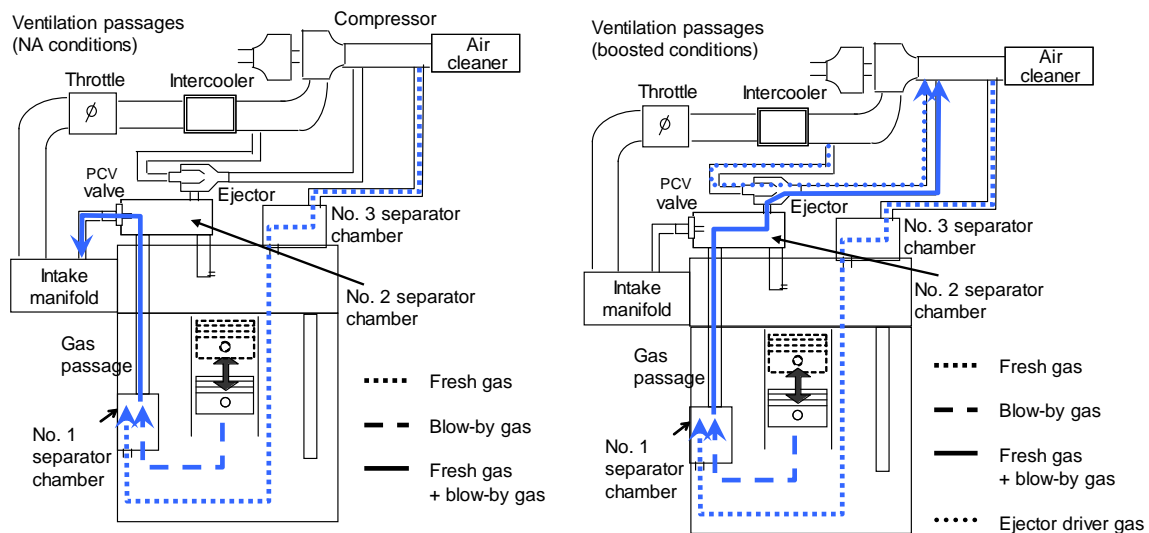 Ventilation passages
(NA conditions)
Compressor
Air
cleaner
Throttle
Intercooler
ϕ
PCV
valve
Ejector
No. 3 separator
chamber
Intake
manifold
No. 2 separator
chamber
Gas
passage
No. 1
separator
chamber
Fresh gas
Blow-by gas
Fresh gas
+ blow-by gas
Ventilation passages
(boosted conditions)
Air
cleaner
Throttle
Intercooler
ϕ
PCV
valve
Ejector
No. 3 separator
chamber
Intake
manifold
No. 2 separator
chamber
Gas
passage
No. 1
separator
chamber
Fresh gas
Blow-by gas
Fresh gas
+ blow-by gas
Ejector driver gas